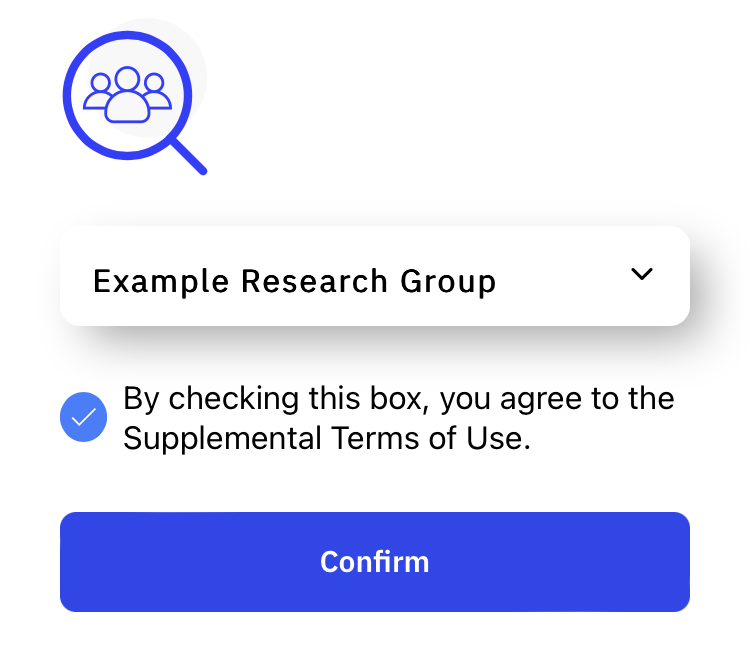 Example Research Group
By checking this box, you agree to the
Supplemental Terms of Use.
Confirm